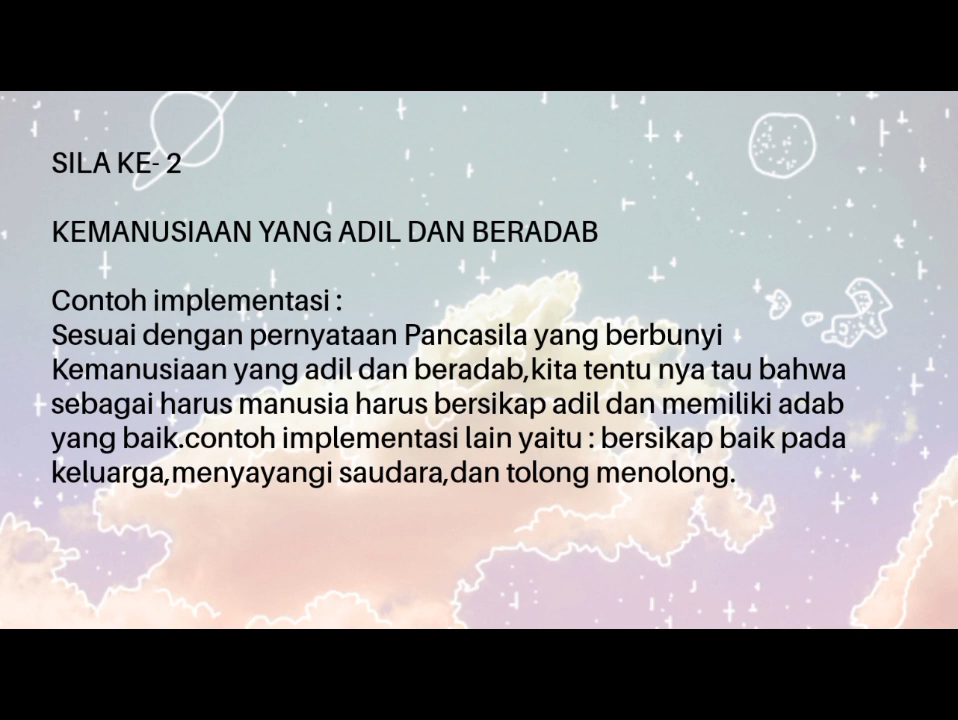 SILA KE- 2
KEMANUSIAAN YANG ADIL DAN BERADAB
Contoh implementasi :
Sesuai dengan pernyataan Pancasila yang berbunyi
Kemanusiaan yang adil dan beradab,kita tentu nya tau bahwa
sebagai harus manusia harus bersikap adil dan memiliki adab
yang baik.contoh implementasi lain yaitu : bersikap baik pada
keluarga,menyayangi saudara,dan tolong menolong.